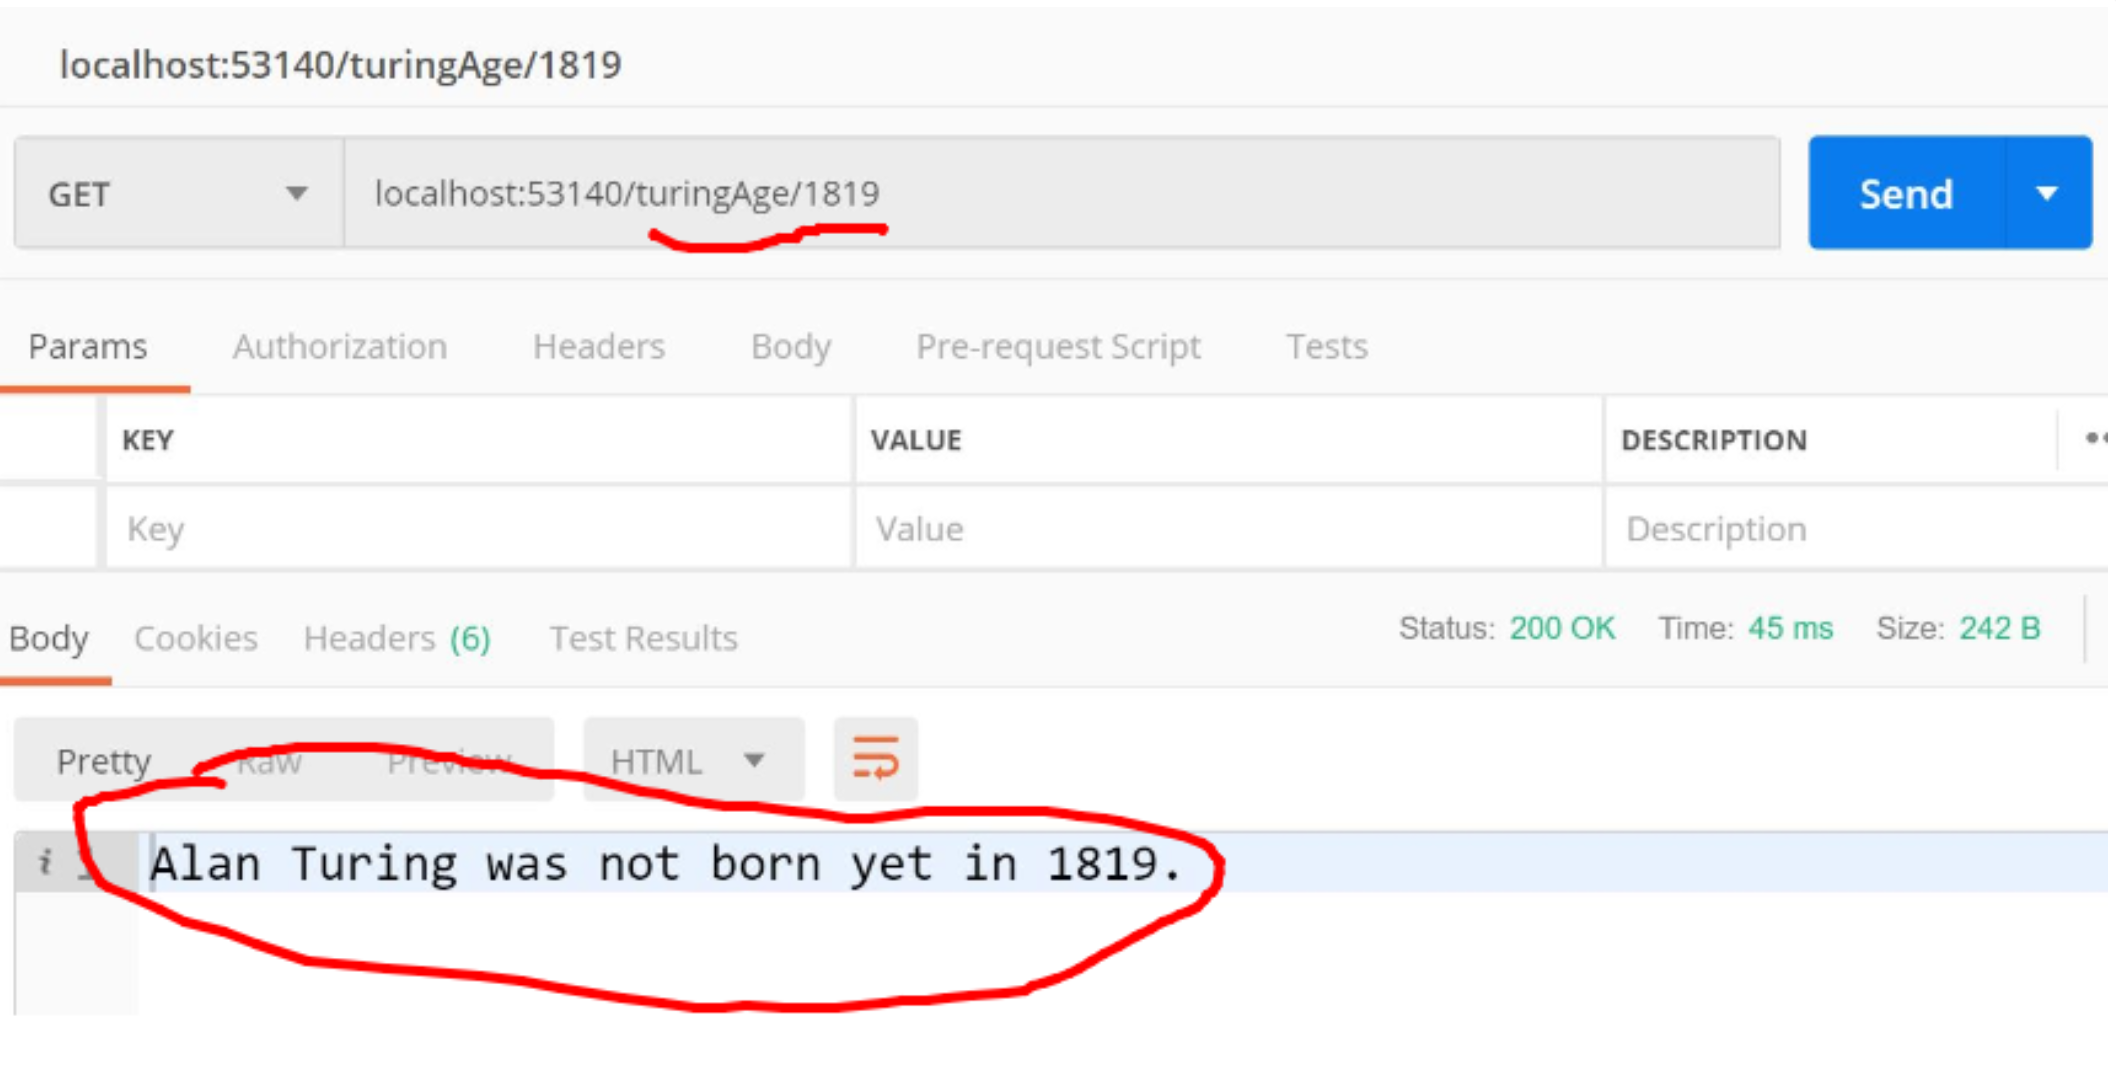 localhost:53140/turingAge/1819
GET localhost:53140/turingAge/1819 Send
Params Authorization Headers Body Pre-request Script Tests
KEY VALUE DESCRIPTION
Key Value Description
Body Cookies Headers (6) Test Results Status: 200 OK Time: 45 ms Size: 242 B
Pretty Raw Preview HTML
i 1 Alan Turing was not born yet in 1819.